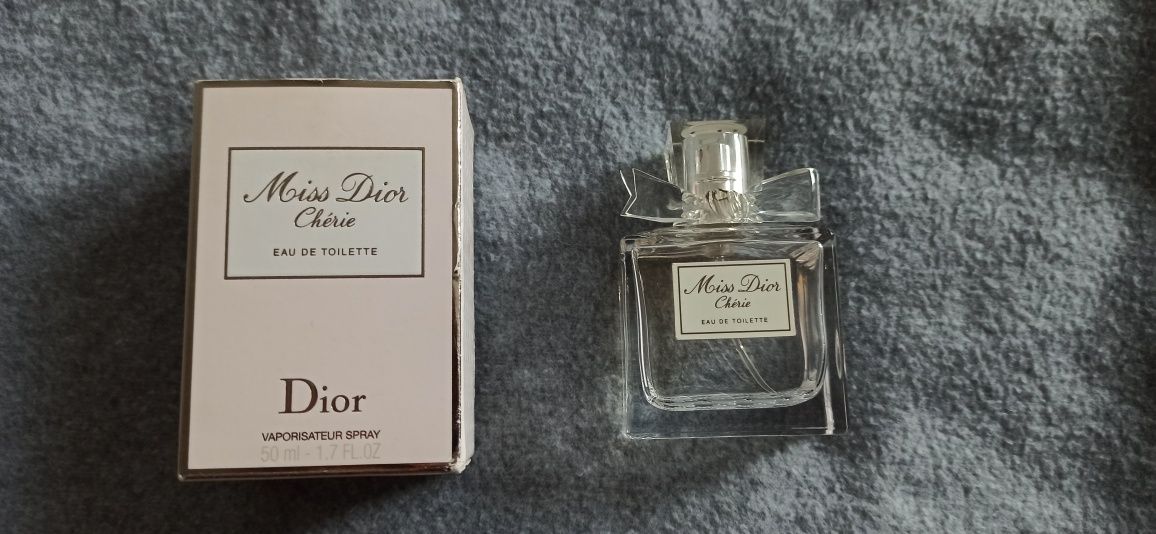 Miss Dior
Chérie
EAU DE TOILETTE
Dior
VAPORISATEUR SPRAY
50 ml - 1.7 FL.OZ
Miss Dior
Chérie
EAU DE TOILETTE